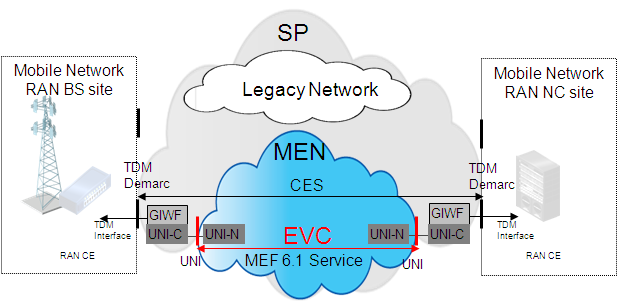 SP
Mobile Network
RAN BS site
Legacy Network
Mobile Network
RAN NC site
MEN
TDM
Demarc
CES
TDM
Demarc
GIWF
UNI-C
UNI-N
EVC
UNI-N
GIWF
UNI-C
TDM
Interface
TDM
Interface
RAN CE
UNI
MEF 6.1 Service
UNI
RAN CE